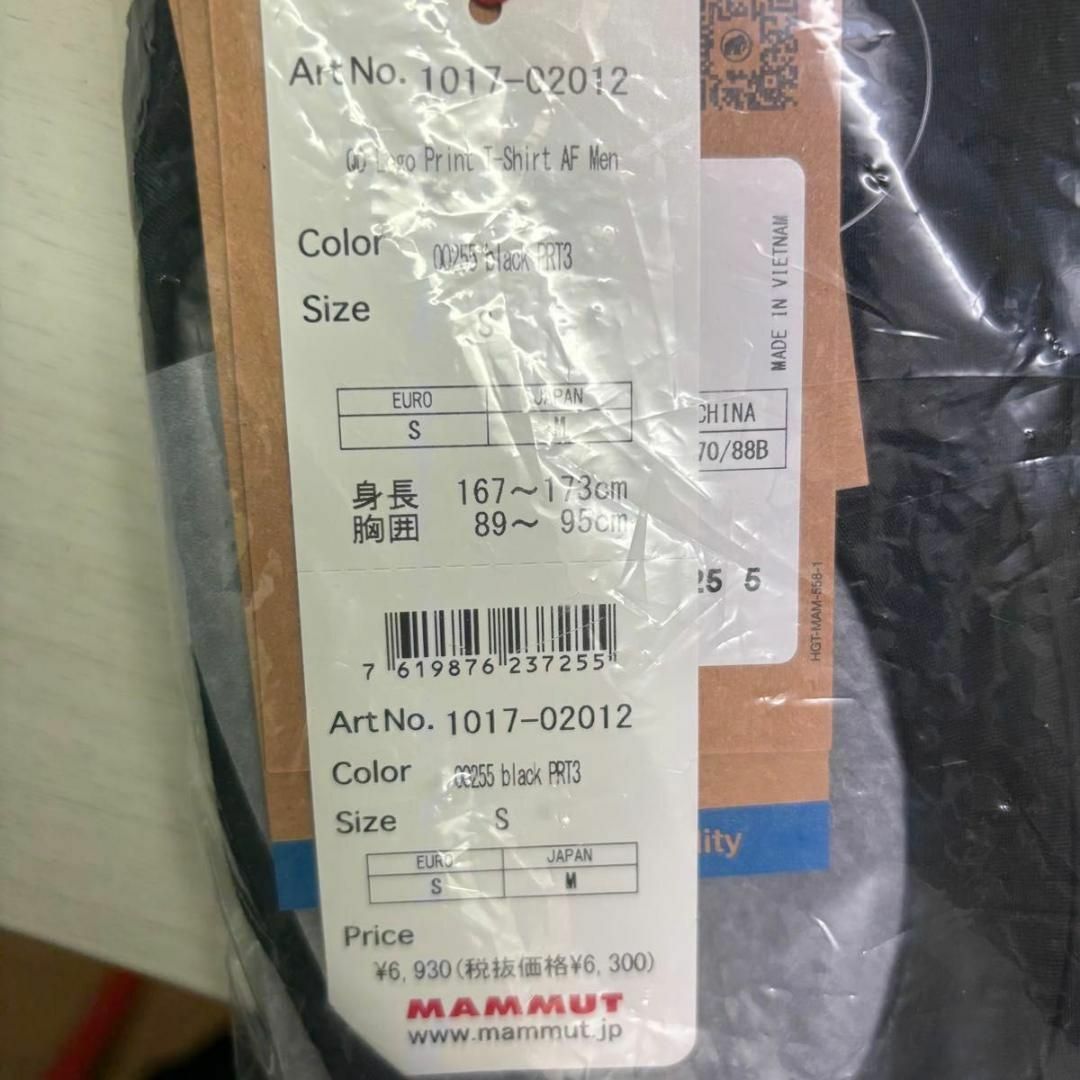 Art No. 1017-02012
QD Logo Print T-Shirt AF Men
Color 00255 black PRT3
Size S
EURO JAPAN
S M
身長 167～173cm
胸囲 89～ 95cm
7 619876 237255
Art No. 1017-02012
Color 00255 black PRT3
Size S
EURO JAPAN
S M
Price
¥6,930(税抜価格¥6,300)
MAMMUT
www.mammut.jp
MADE IN VIETNAM
CHINA
70/88B
25 5
HGT-MAM-558-1
lity